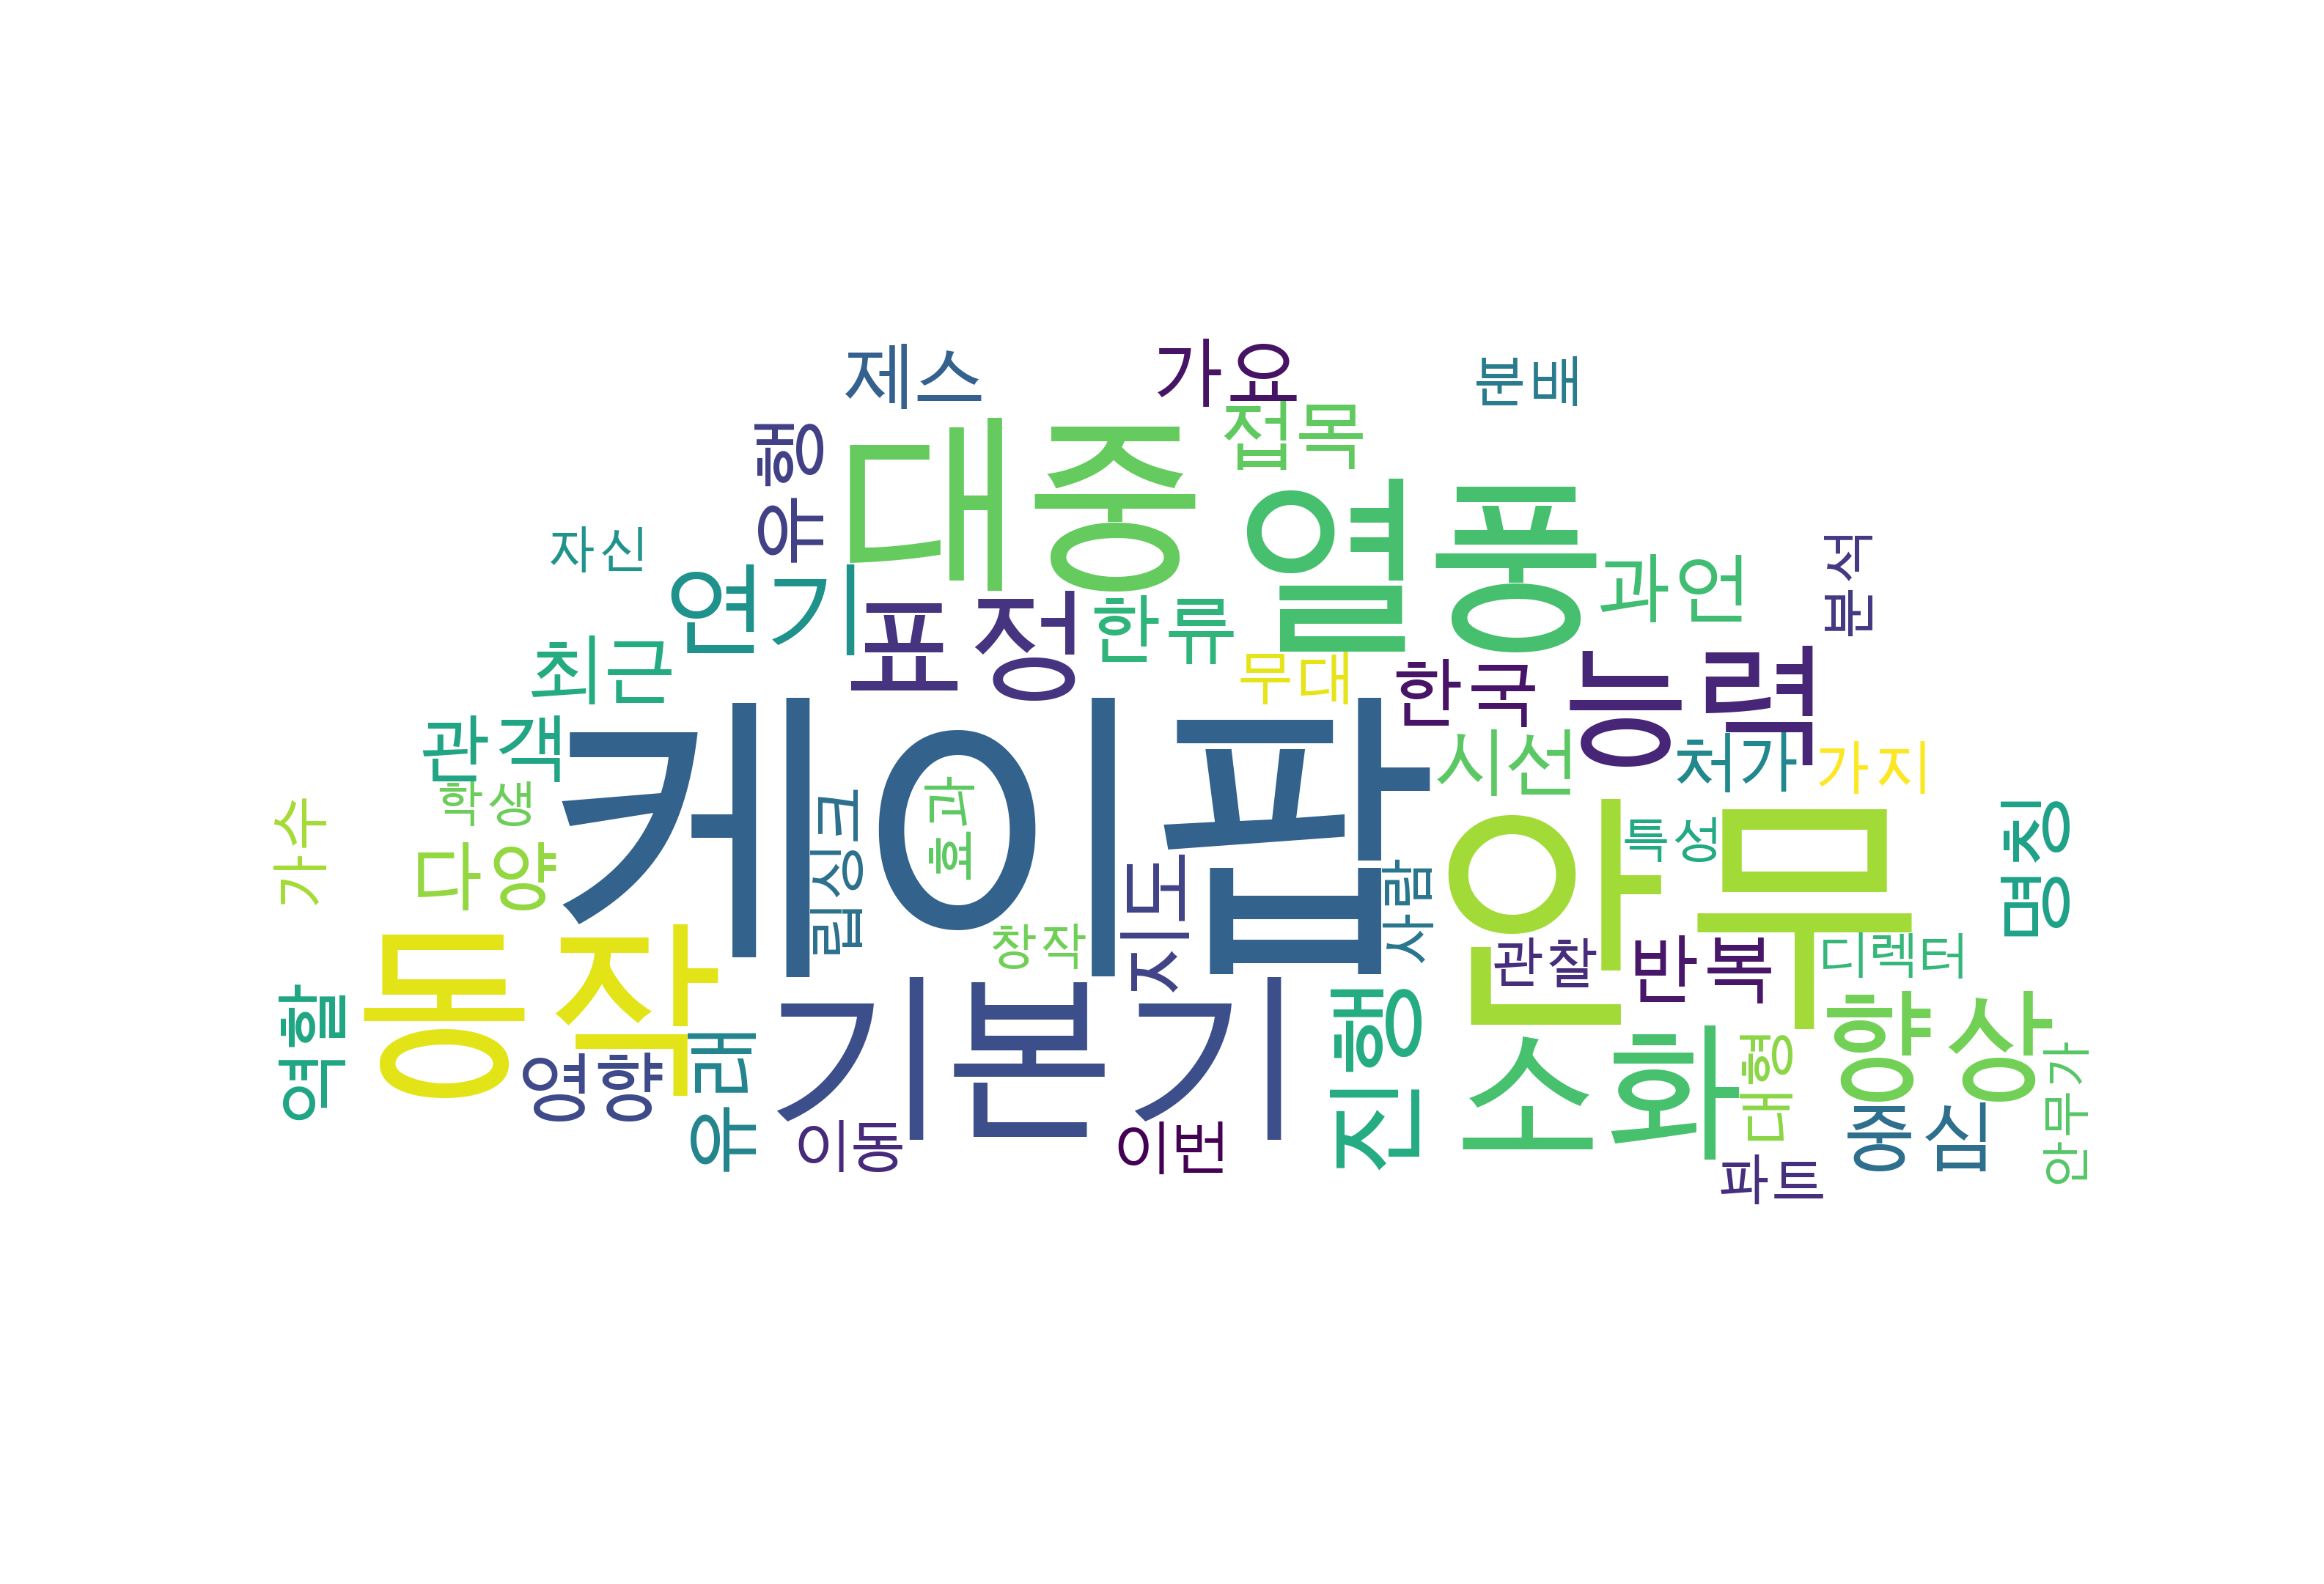 제스
가요
분배
접목
유행
대중
열풍
자신
연기
표정
한류
과인
분석
최근
무대
한국
능력
관객
시선
처가
가지
학생
케이팝
효과
립싱크
특성
가수
다양
지도
사람
안무
명칭
창작
관찰
반복
디렉터
동작
역할
영향
유래
기본기
진행
소화
대형
향상
안무가
이동
이번
중심
파트